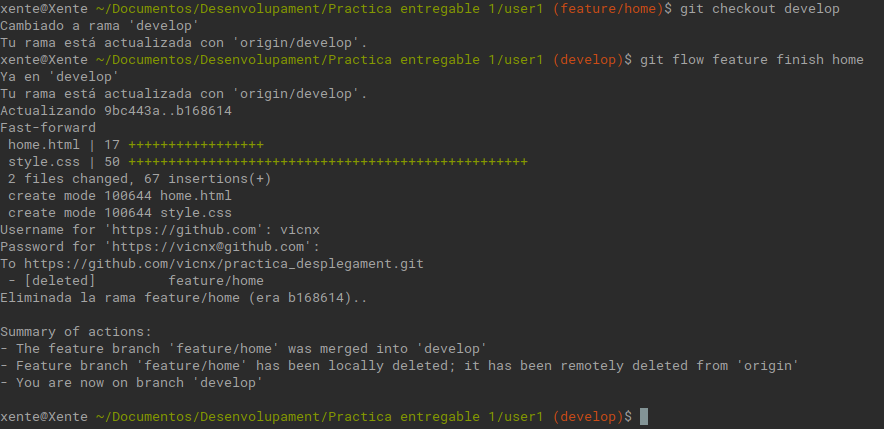 xente@Xente ~/Documentos/Desenvolupament/Practica entregable 1/user1 (feature/home)$ git checkout develop
Cambiado a rama 'develop'
Tu rama está actualizada con 'origin/develop'.
xente@Xente ~/Documentos/Desenvolupament/Practica entregable 1/user1 (develop)$ git flow feature finish home
Ya en 'develop'
Tu rama está actualizada con 'origin/develop'.
Actualizando 9bc443a..b168614
Fast-forward
 home.html | 17 +++++++++++++++++
 style.css | 50 ++++++++++++++++++++++++++++++++++++++++++++++++++
 2 files changed, 67 insertions(+)
 create mode 100644 home.html
 create mode 100644 style.css
Username for 'https://github.com': vicnx
Password for 'https://vicnx@github.com':
To https://github.com/vicnx/practica_desplegament.git
 - [deleted]         feature/home
Eliminada la rama feature/home (era b168614)..

Summary of actions:
- The feature branch 'feature/home' was merged into 'develop'
- Feature branch 'feature/home' has been locally deleted; it has been remotely deleted from 'origin'
- You are now on branch 'develop'

xente@Xente ~/Documentos/Desenvolupament/Practica entregable 1/user1 (develop)$